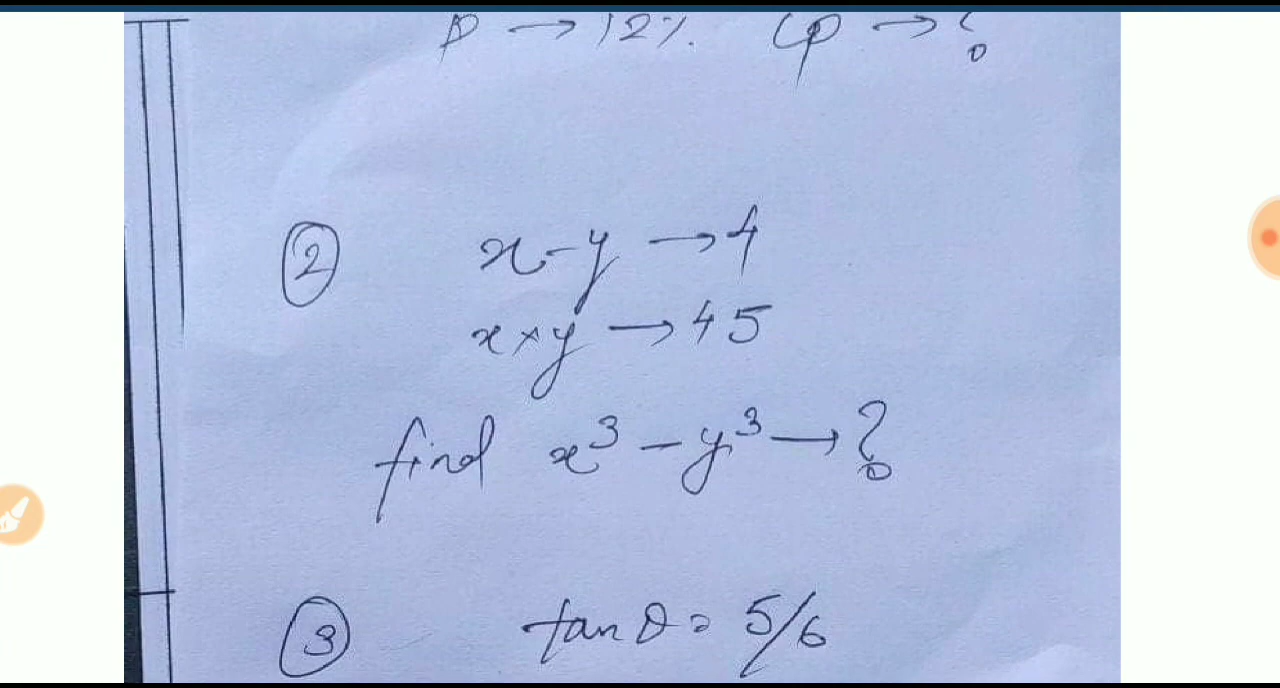 P → 12%. CP → ?
② x-y → 4
x×y → 45
find x³ - y³ → ?
③ tan θ = 5/6